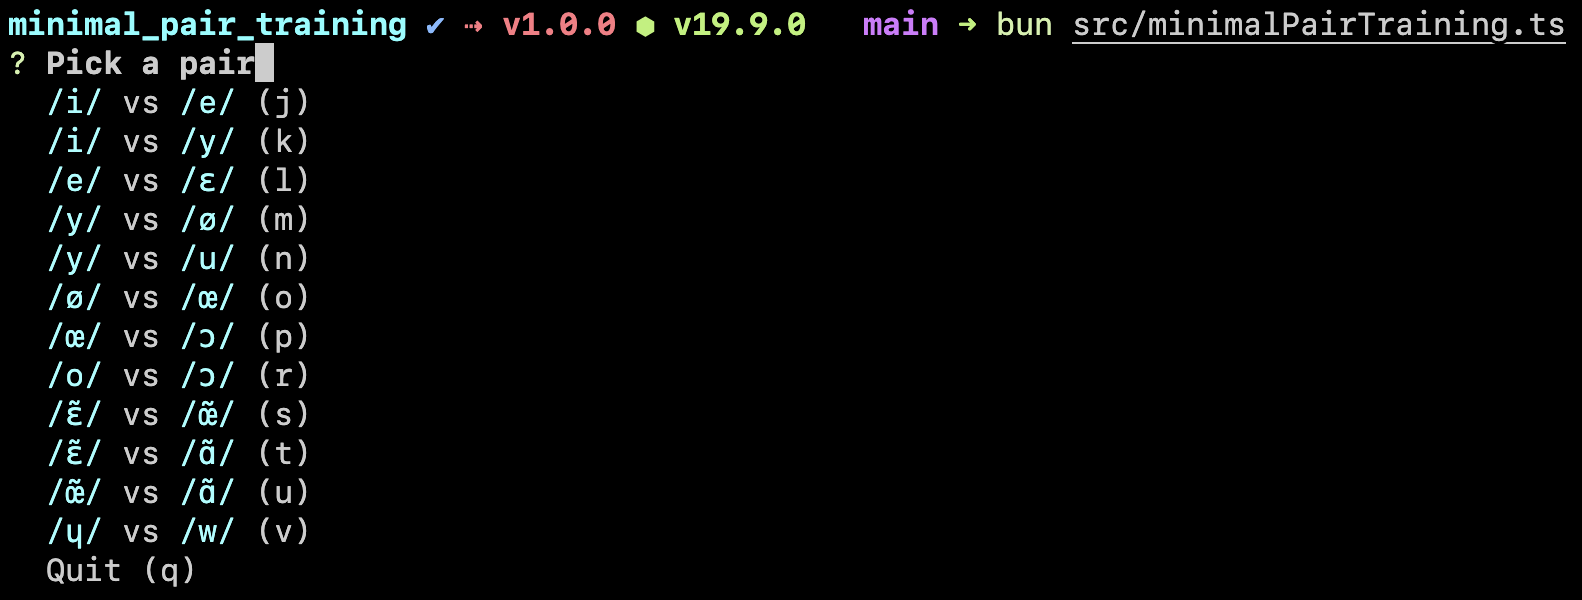 minimal_pair_training ✔ ⇢ v1.0.0 ⬢ v19.9.0 main ➜ bun src/minimalPairTraining.ts
? Pick a pair
/i/ vs /e/ (j)
/i/ vs /y/ (k)
/e/ vs /ɛ/ (l)
/y/ vs /ø/ (m)
/y/ vs /u/ (n)
/ø/ vs /œ/ (o)
/œ/ vs /ɔ/ (p)
/o/ vs /ɔ/ (r)
/ɛ̃/ vs /œ̃/ (s)
/ɛ̃/ vs /ɑ̃/ (t)
/œ̃/ vs /ɑ̃/ (u)
/ɥ/ vs /w/ (v)
Quit (q)